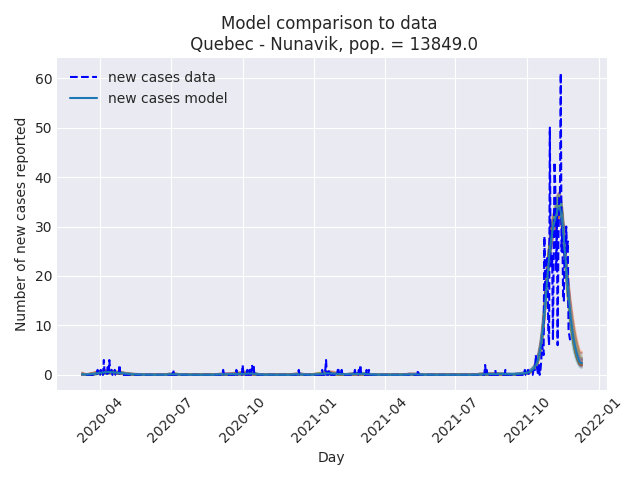 Model comparison to data
Quebec - Nunavik, pop. = 13849.0
new cases data
new cases model
Number of new cases reported
60
50
40
30
20
10
0
2020-04
2020-07
2020-10
2021-01
2021-04
2021-07
2021-10
2022-01
Day